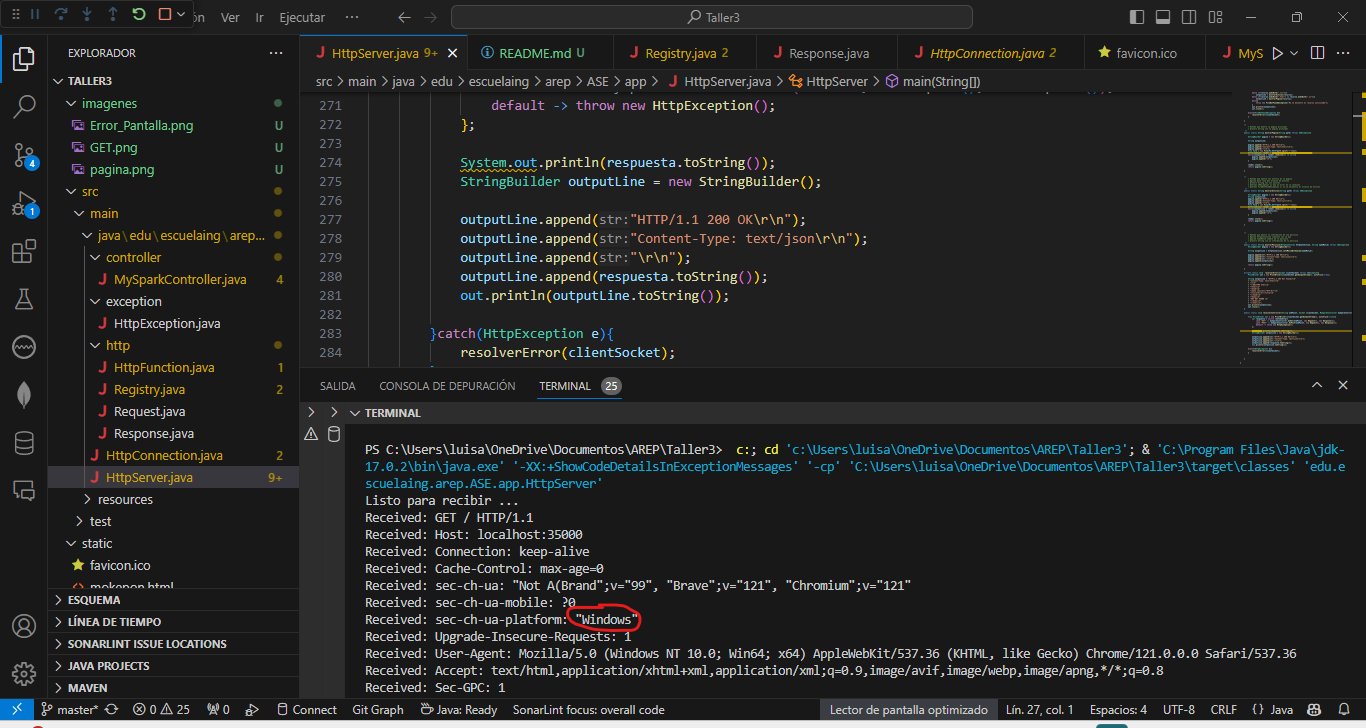 ón Ver Ir Ejecutar ··· Taller3
EXPLORADOR ···
TALLER3
imagenes
Error_Pantalla.png U
GET.png U
pagina.png U
src
main
java\edu\escuelaing\arep...
controller
MySparkController.java 4
exception
HttpException.java
http
HttpFunction.java 1
Registry.java 2
Request.java
Response.java
HttpConnection.java 2
HttpServer.java 9+
resources
test
static
favicon.ico
mokepon.html
ESQUEMA
LÍNEA DE TIEMPO
SONARLINT ISSUE LOCATIONS
JAVA PROJECTS
MAVEN
4
1
HttpServer.java 9+ README.md U Registry.java 2 Response.java HttpConnection.java 2 favicon.ico MyS ···
src > main > java > edu > escuelaing > arep > ASE > app > HttpServer.java > HttpServer > main(String[])
271 default -> throw new HttpException();
272 };
273
274 System.out.println(respuesta.toString());
275 StringBuilder outputLine = new StringBuilder();
276
277 outputLine.append(str:"HTTP/1.1 200 OK\r\n");
278 outputLine.append(str:"Content-Type: text/json\r\n");
279 outputLine.append(str:"\r\n");
280 outputLine.append(respuesta.toString());
281 out.println(outputLine.toString());
282
283 }catch(HttpException e){
284 resolverError(clientSocket);
SALIDA CONSOLA DE DEPURACIÓN TERMINAL 25
TERMINAL
PS C:\Users\luisa\OneDrive\Documentos\AREP\Taller3> c:; cd 'c:\Users\luisa\OneDrive\Documentos\AREP\Taller3'; & 'C:\Program Files\Java\jdk-
17.0.2\bin\java.exe' '-XX:+ShowCodeDetailsInExceptionMessages' '-cp' 'C:\Users\luisa\OneDrive\Documentos\AREP\Taller3\target\classes' 'edu.e
scuelaing.arep.ASE.app.HttpServer'
Listo para recibir ...
Received: GET / HTTP/1.1
Received: Host: localhost:35000
Received: Connection: keep-alive
Received: Cache-Control: max-age=0
Received: sec-ch-ua: "Not A(Brand";v="99", "Brave";v="121", "Chromium";v="121"
Received: sec-ch-ua-mobile: ?0
Received: sec-ch-ua-platform: "Windows"
Received: Upgrade-Insecure-Requests: 1
Received: User-Agent: Mozilla/5.0 (Windows NT 10.0; Win64; x64) AppleWebKit/537.36 (KHTML, like Gecko) Chrome/121.0.0.0 Safari/537.36
Received: Accept: text/html,application/xhtml+xml,application/xml;q=0.9,image/avif,image/webp,image/apng,*/*;q=0.8
Received: Sec-GPC: 1
master* 0 25 0 Connect Git Graph Java: Ready SonarLint focus: overall code Lector de pantalla optimizado Lín. 27, col. 1 Espacios: 4 UTF-8 CRLF {} Java